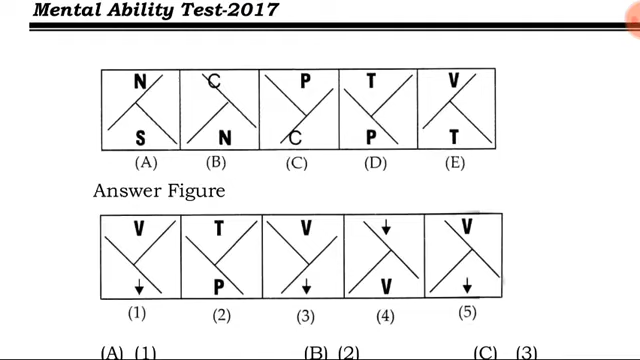 Mental Ability Test-2017
N C P T V
S N C P T
(A) (B) (C) (D) (E)
Answer Figure
V T V ↓ V
↓ P ↓ V ↓
(1) (2) (3) (4) (5)
(A) (1) (B) (2) (C) (3)